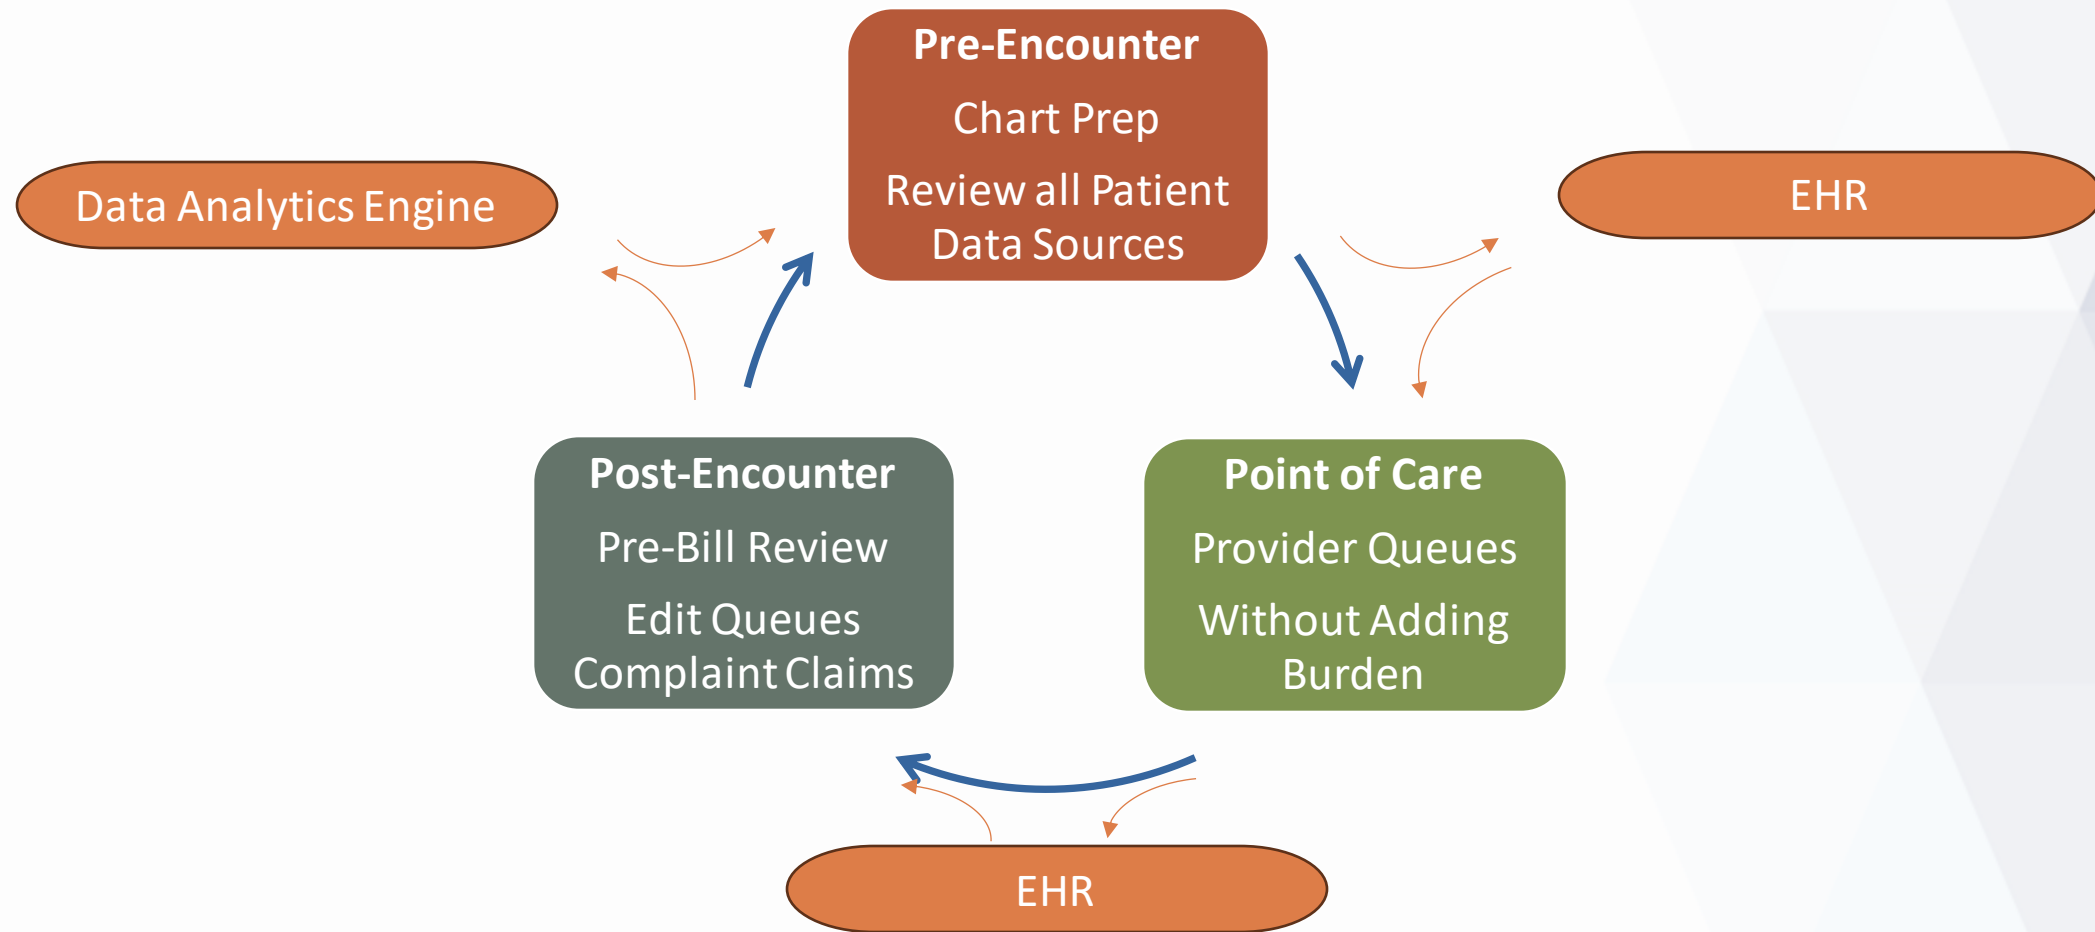 Pre-Encounter
Chart Prep
Review all Patient
Data Sources
Data Analytics Engine
EHR
Post-Encounter
Pre-Bill Review
Edit Queues
Complaint Claims
Point of Care
Provider Queues
Without Adding
Burden
EHR